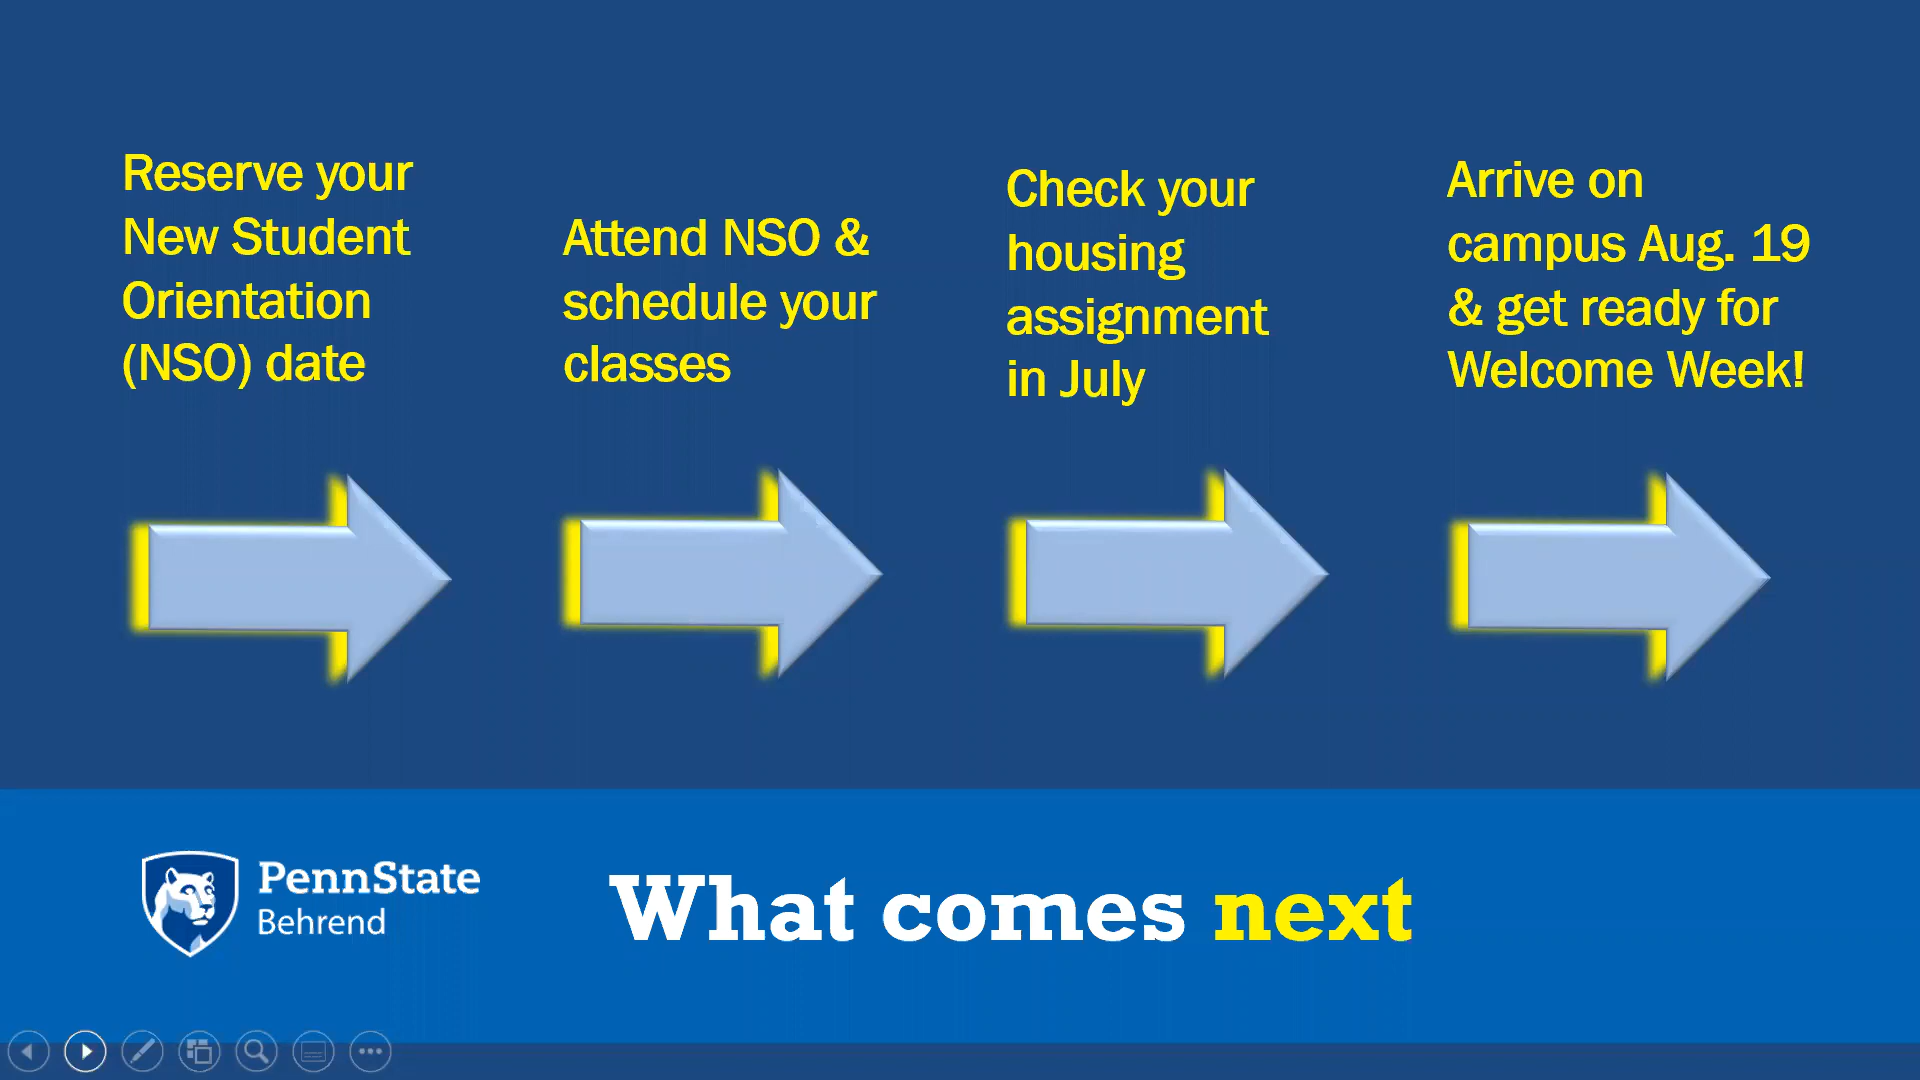 Reserve your
New Student
Orientation
(NSO) date
Attend NSO &
schedule your
classes
Check your
housing
assignment
in July
Arrive on
campus Aug. 19
& get ready for
Welcome Week!
PennState
Behrend
What comes next